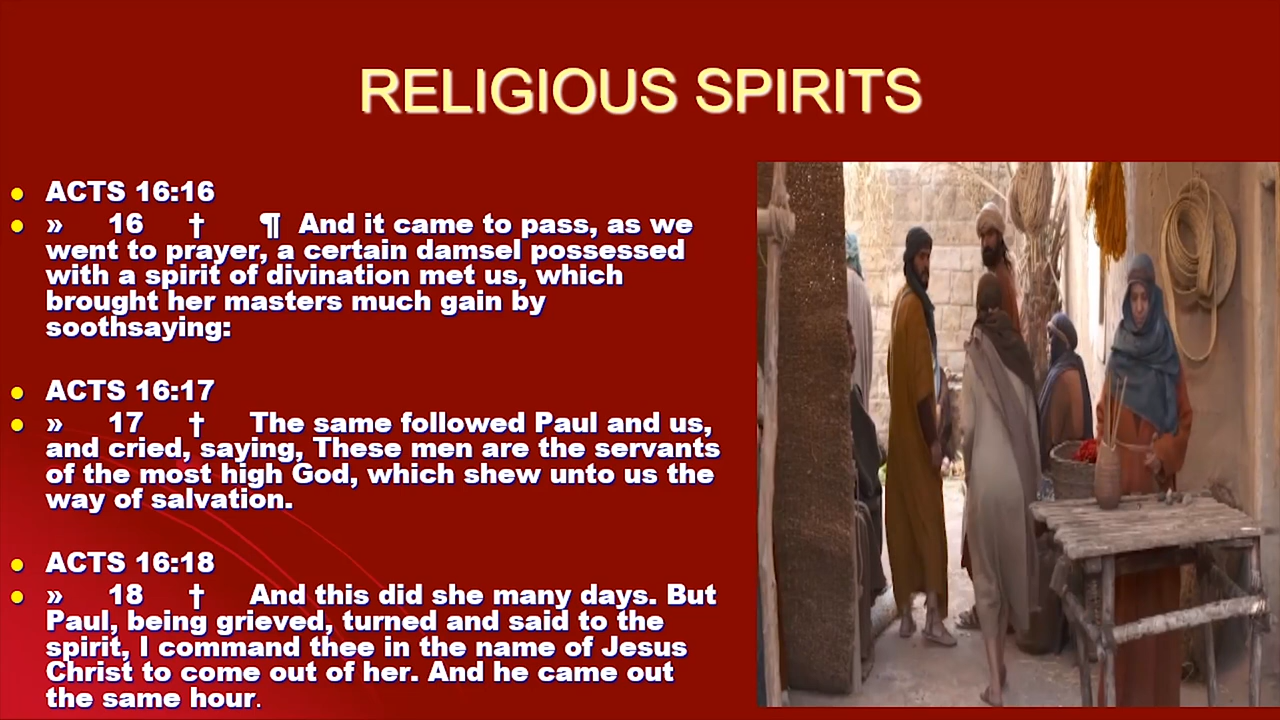 RELIGIOUS SPIRITS
● ACTS 16:16
● » 16 † ¶ And it came to pass, as we
went to prayer, a certain damsel possessed
with a spirit of divination met us, which
brought her masters much gain by
soothsaying:
● ACTS 16:17
● » 17 † The same followed Paul and us,
and cried, saying, These men are the servants
of the most high God, which shew unto us the
way of salvation.
● ACTS 16:18
● » 18 † And this did she many days. But
Paul, being grieved, turned and said to the
spirit, I command thee in the name of Jesus
Christ to come out of her. And he came out
the same hour.